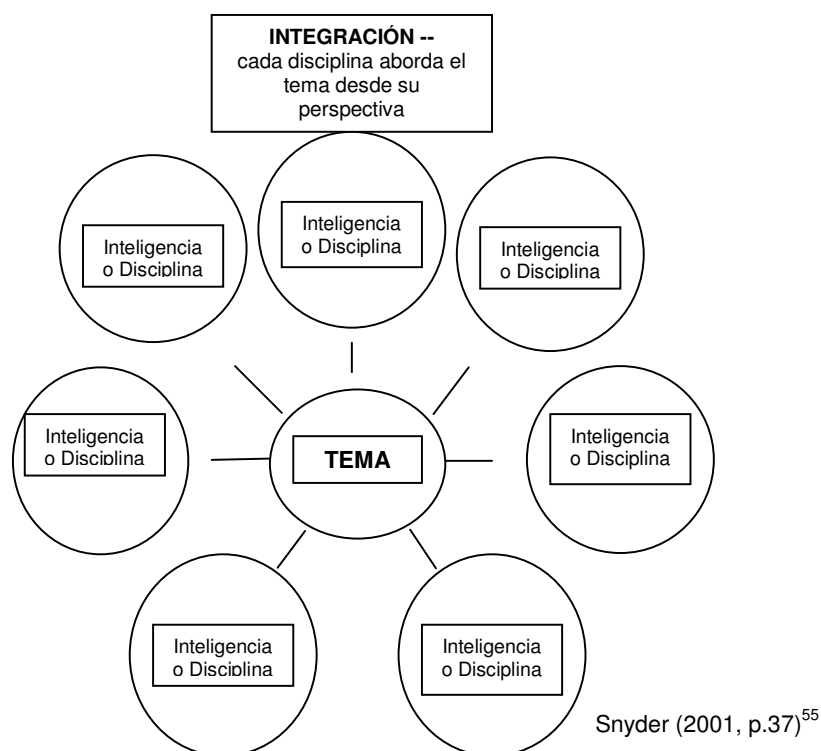 INTEGRACIÓN --
cada disciplina aborda el
tema desde su
perspectiva
Inteligencia
o Disciplina
Inteligencia
o Disciplina
Inteligencia
o Disciplina
Inteligencia
o Disciplina
TEMA
Inteligencia
o Disciplina
Inteligencia
o Disciplina
Inteligencia
o Disciplina
Snyder (2001, p.37)55